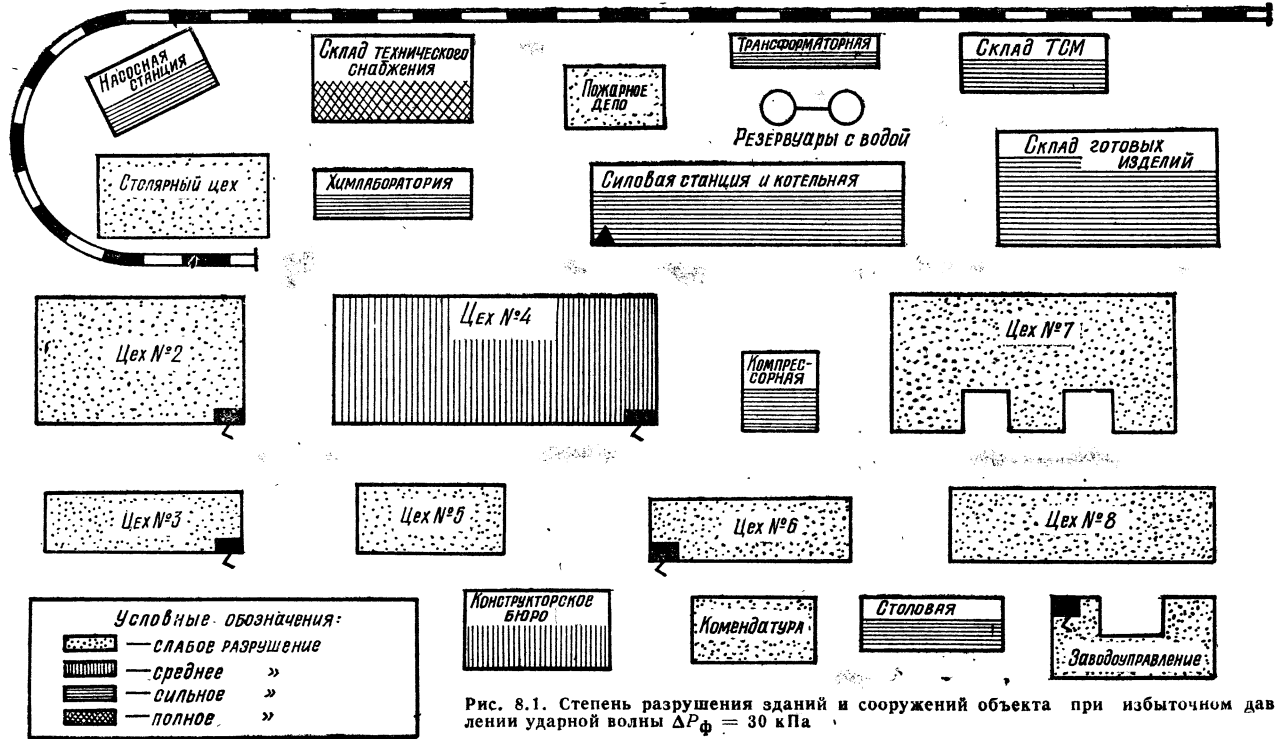 НАСОСНАЯ
СТАНЦИЯ
СКЛАД ТЕХНИЧЕСКОГО
СНАБЖЕНИЯ
ПОЖАРНОЕ
ДЕПО
ТРАНСФОРМАТОРНАЯ
СКЛАД ТСМ
РЕЗЕРВУАРЫ С ВОДОЙ
СКЛАД ГОТОВЫХ
ИЗДЕЛИЙ
СТОЛЯРНЫЙ ЦЕХ
ХИМЛАБОРАТОРИЯ
СИЛОВАЯ СТАНЦИЯ И КОТЕЛЬНАЯ
ЦЕХ №2
ЦЕХ №4
КОМПРЕС-
СОРНАЯ
ЦЕХ №7
ЦЕХ №3
ЦЕХ №5
ЦЕХ №6
ЦЕХ №8
КОНСТРУКТОРСКОЕ
БЮРО
КОМЕНДАТУРА
СТОЛОВАЯ
ЗАВОДОУПРАВЛЕНИЕ
Условные обозначения:
— СЛАБОЕ РАЗРУШЕНИЕ
— СРЕДНЕЕ »
— СИЛЬНОЕ »
— ПОЛНОЕ »
Рис. 8.1. Степень разрушения зданий и сооружений объекта при избыточном дав
лении ударной волны ΔPф = 30 кПа